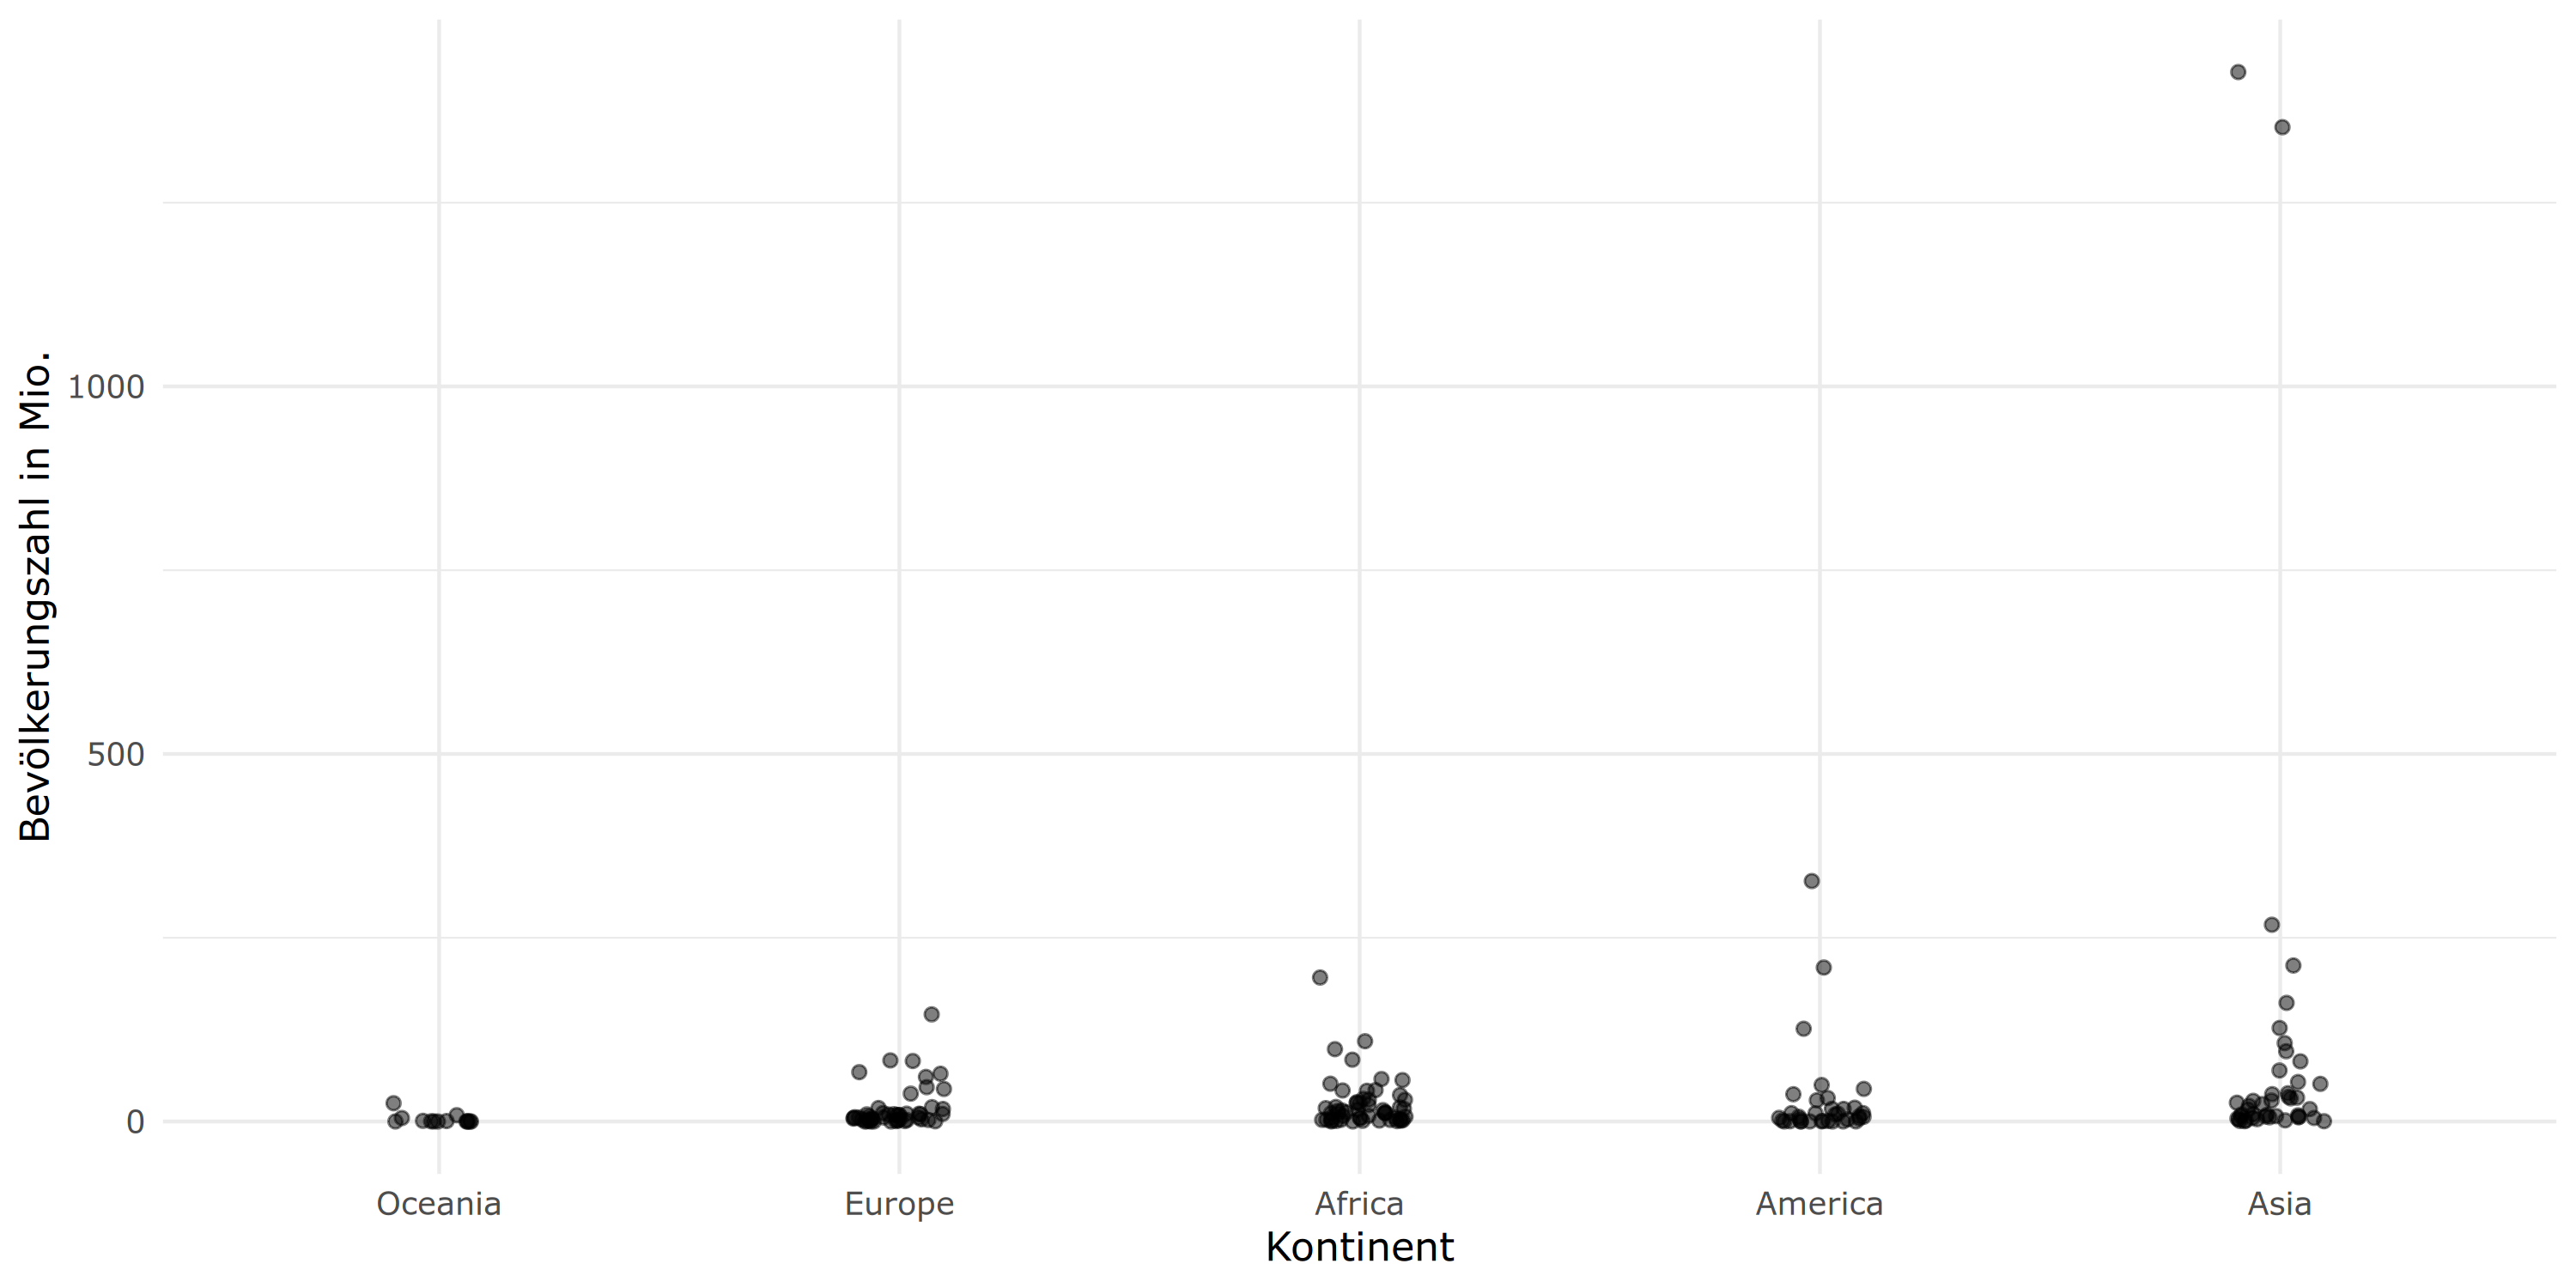 Bevölkerungszahl in Mio.
1000
500
0
Oceania
Europe
Africa
America
Asia
Kontinent